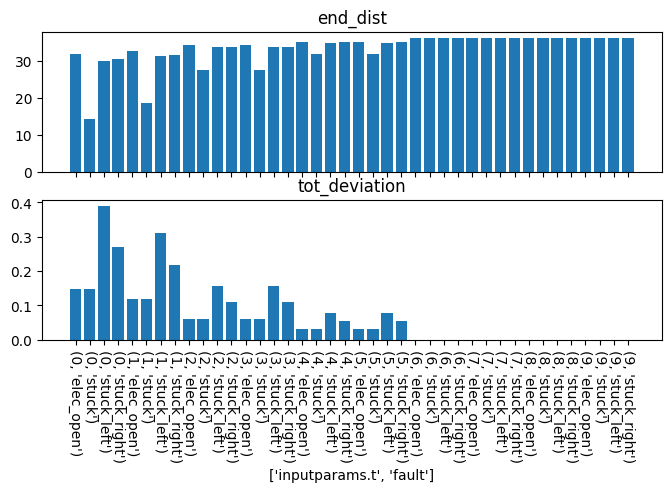 end_dist
30
20
10
0
tot_deviation
0.4
0.3
0.2
0.1
0.0
(0, 'elec_open')
(0, 'stuck')
(0, 'stuck_left')
(0, 'stuck_right')
(1, 'elec_open')
(1, 'stuck')
(1, 'stuck_left')
(1, 'stuck_right')
(2, 'elec_open')
(2, 'stuck')
(2, 'stuck_left')
(2, 'stuck_right')
(3, 'elec_open')
(3, 'stuck')
(3, 'stuck_left')
(3, 'stuck_right')
(4, 'elec_open')
(4, 'stuck')
(4, 'stuck_left')
(4, 'stuck_right')
(5, 'elec_open')
(5, 'stuck')
(5, 'stuck_left')
(5, 'stuck_right')
(6, 'elec_open')
(6, 'stuck')
(6, 'stuck_left')
(6, 'stuck_right')
(7, 'elec_open')
(7, 'stuck')
(7, 'stuck_left')
(7, 'stuck_right')
(8, 'elec_open')
(8, 'stuck')
(8, 'stuck_left')
(8, 'stuck_right')
(9, 'elec_open')
(9, 'stuck')
(9, 'stuck_left')
(9, 'stuck_right')
['inputparams.t', 'fault']